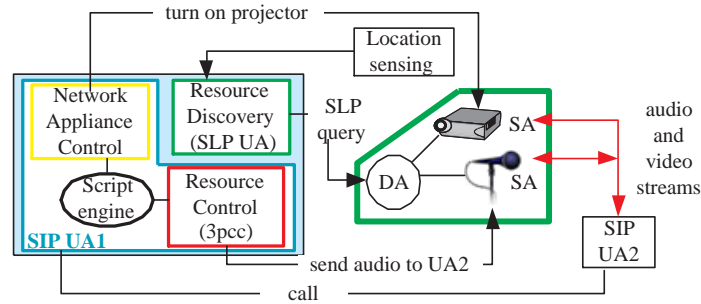 turn on projector
Location
sensing
Network
Appliance
Control
Resource
Discovery
(SLP UA)
SLP
query
SA
audio
and
video
streams
DA
SA
Script
engine
Resource
Control
(3pcc)
SIP UA1
SIP
UA2
send audio to UA2
call